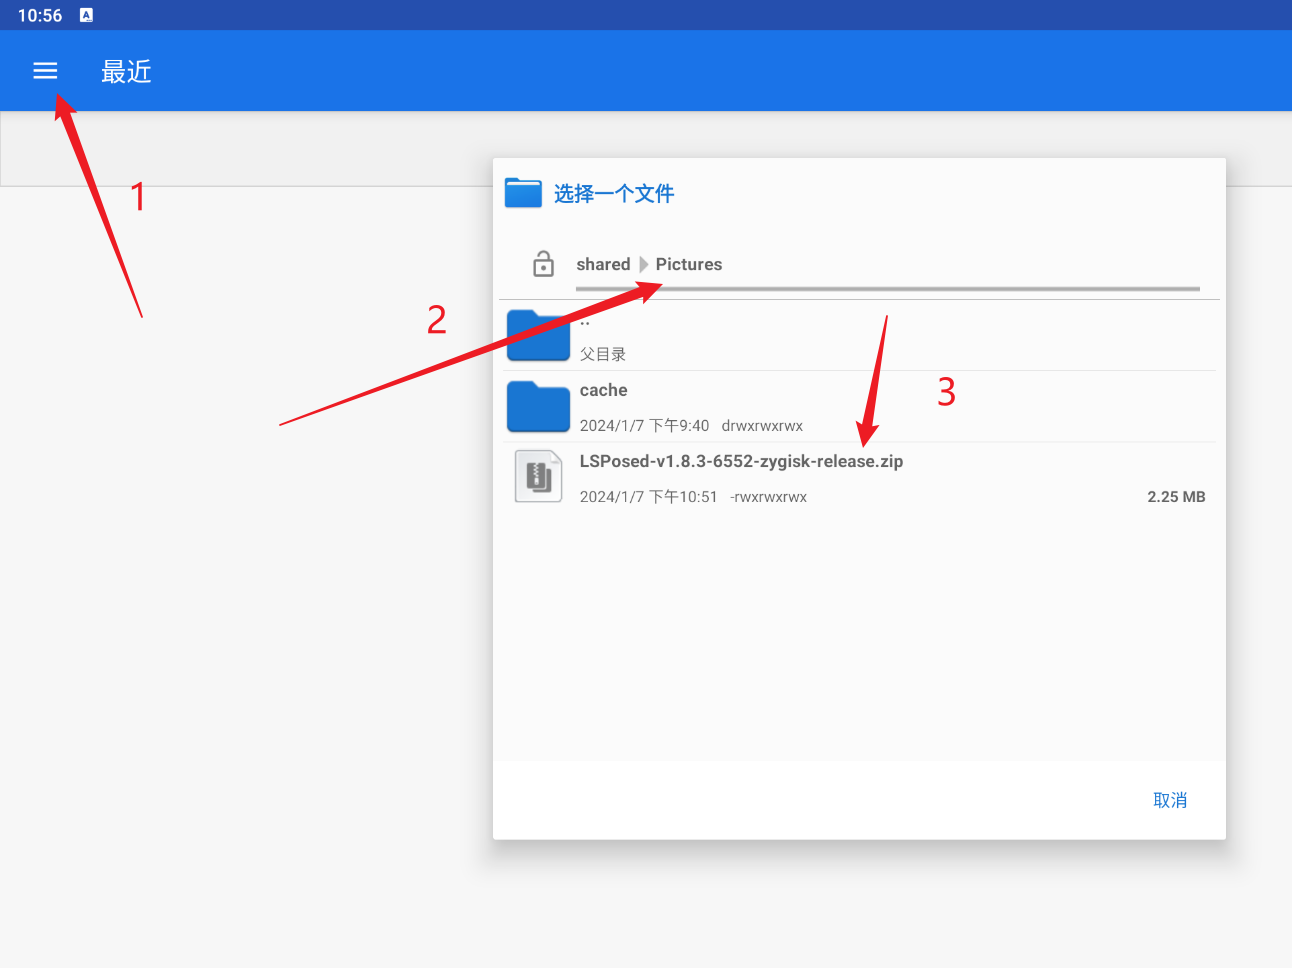 10:56 A
最近
1
选择一个文件
shared Pictures
2
..
父目录
cache
2024/1/7 下午9:40 drwxrwxrwx
3
LSPosed-v1.8.3-6552-zygisk-release.zip
2024/1/7 下午10:51 -rwxrwxrwx 2.25 MB
取消